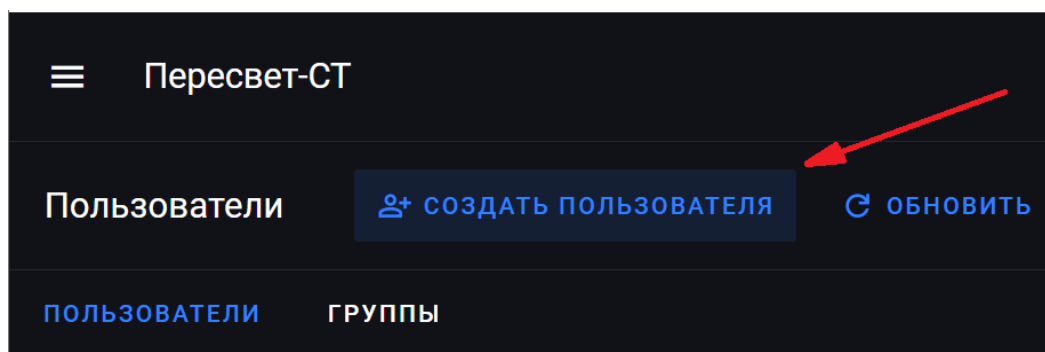 Пересвет-СТ
Пользователи СОЗДАТЬ ПОЛЬЗОВАТЕЛЯ ОБНОВИТЬ
ПОЛЬЗОВАТЕЛИ ГРУППЫ